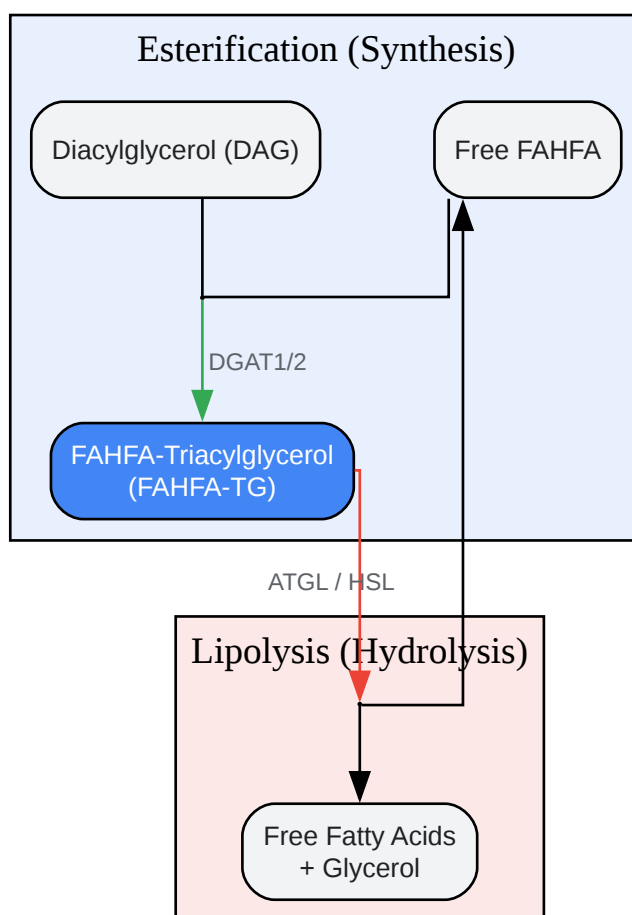 Esterification (Synthesis)
Diacylglycerol (DAG)
Free FAHFA
DGAT1/2
FAHFA-Triacylglycerol
(FAHFA-TG)
ATGL / HSL
Lipolysis (Hydrolysis)
Free Fatty Acids
+ Glycerol